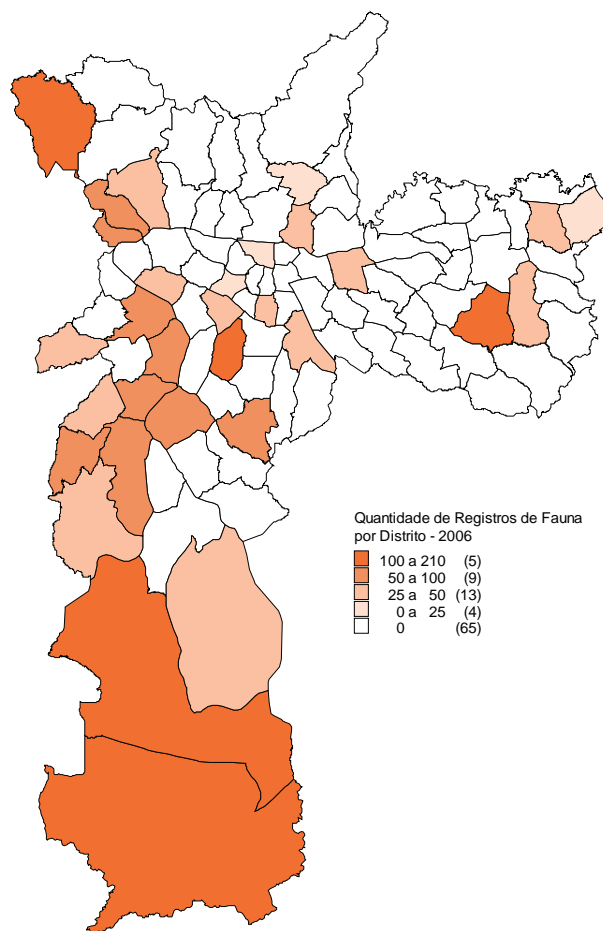 Quantidade de Registros de Fauna
por Distrito - 2006
100 a 210 (5)
50 a 100 (9)
25 a 50 (13)
0 a 25 (4)
0 (65)